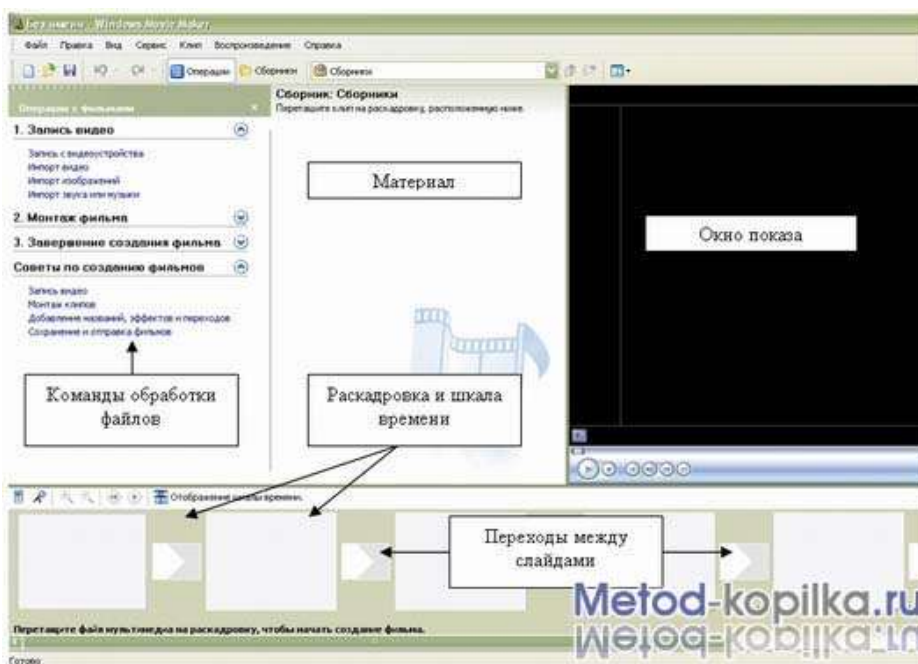 Без имени - Windows Movie Maker
Файл Правка Вид Сервис Клип Воспроизведение Справка
Операции Сборники Сборники
Операции с фильмами
Сборник: Сборники
Перетащите клип на раскадровку, расположенную ниже.
1. Запись видео
Запись с видеоустройства
Импорт видео
Импорт изображений
Импорт звука или музыки
2. Монтаж фильма
3. Завершение создания фильма
Советы по созданию фильмов
Запись видео
Монтаж клипов
Добавление названий, эффектов и переходов
Сохранение и отправка фильмов
Материал
Окно показа
Команды обработки
файлов
Раскадровка и шкала
времени
Отображение шкалы времени.
Переходы между
слайдами
Перетащите файл мультимедиа на раскадровку, чтобы начать создание фильма.
Metod-kopilka.ru
Готово